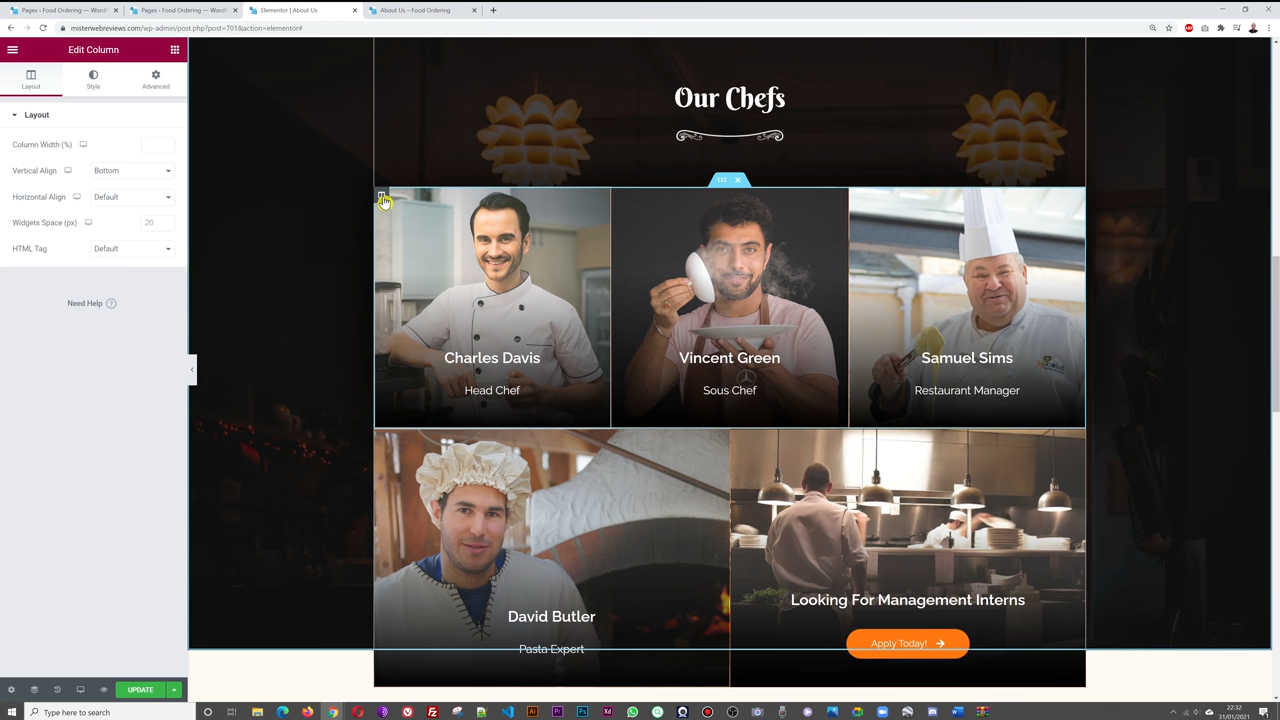 Pages ‹ Food Ordering — WordP
Pages ‹ Food Ordering — WordP
Elementor | About Us
About Us – Food Ordering
misterwebreviews.com/wp-admin/post.php?post=701&action=elementor#
Edit Column
Layout
Style
Advanced
Layout
Column Width (%)
Vertical Align
Bottom
Horizontal Align
Default
Widgets Space (px)
20
HTML Tag
Default
Need Help
UPDATE
Our Chefs
Charles Davis
Head Chef
Vincent Green
Sous Chef
Samuel Sims
Restaurant Manager
David Butler
Pasta Expert
Looking For Management Interns
Apply Today!
Type here to search
22:32
31/01/2021